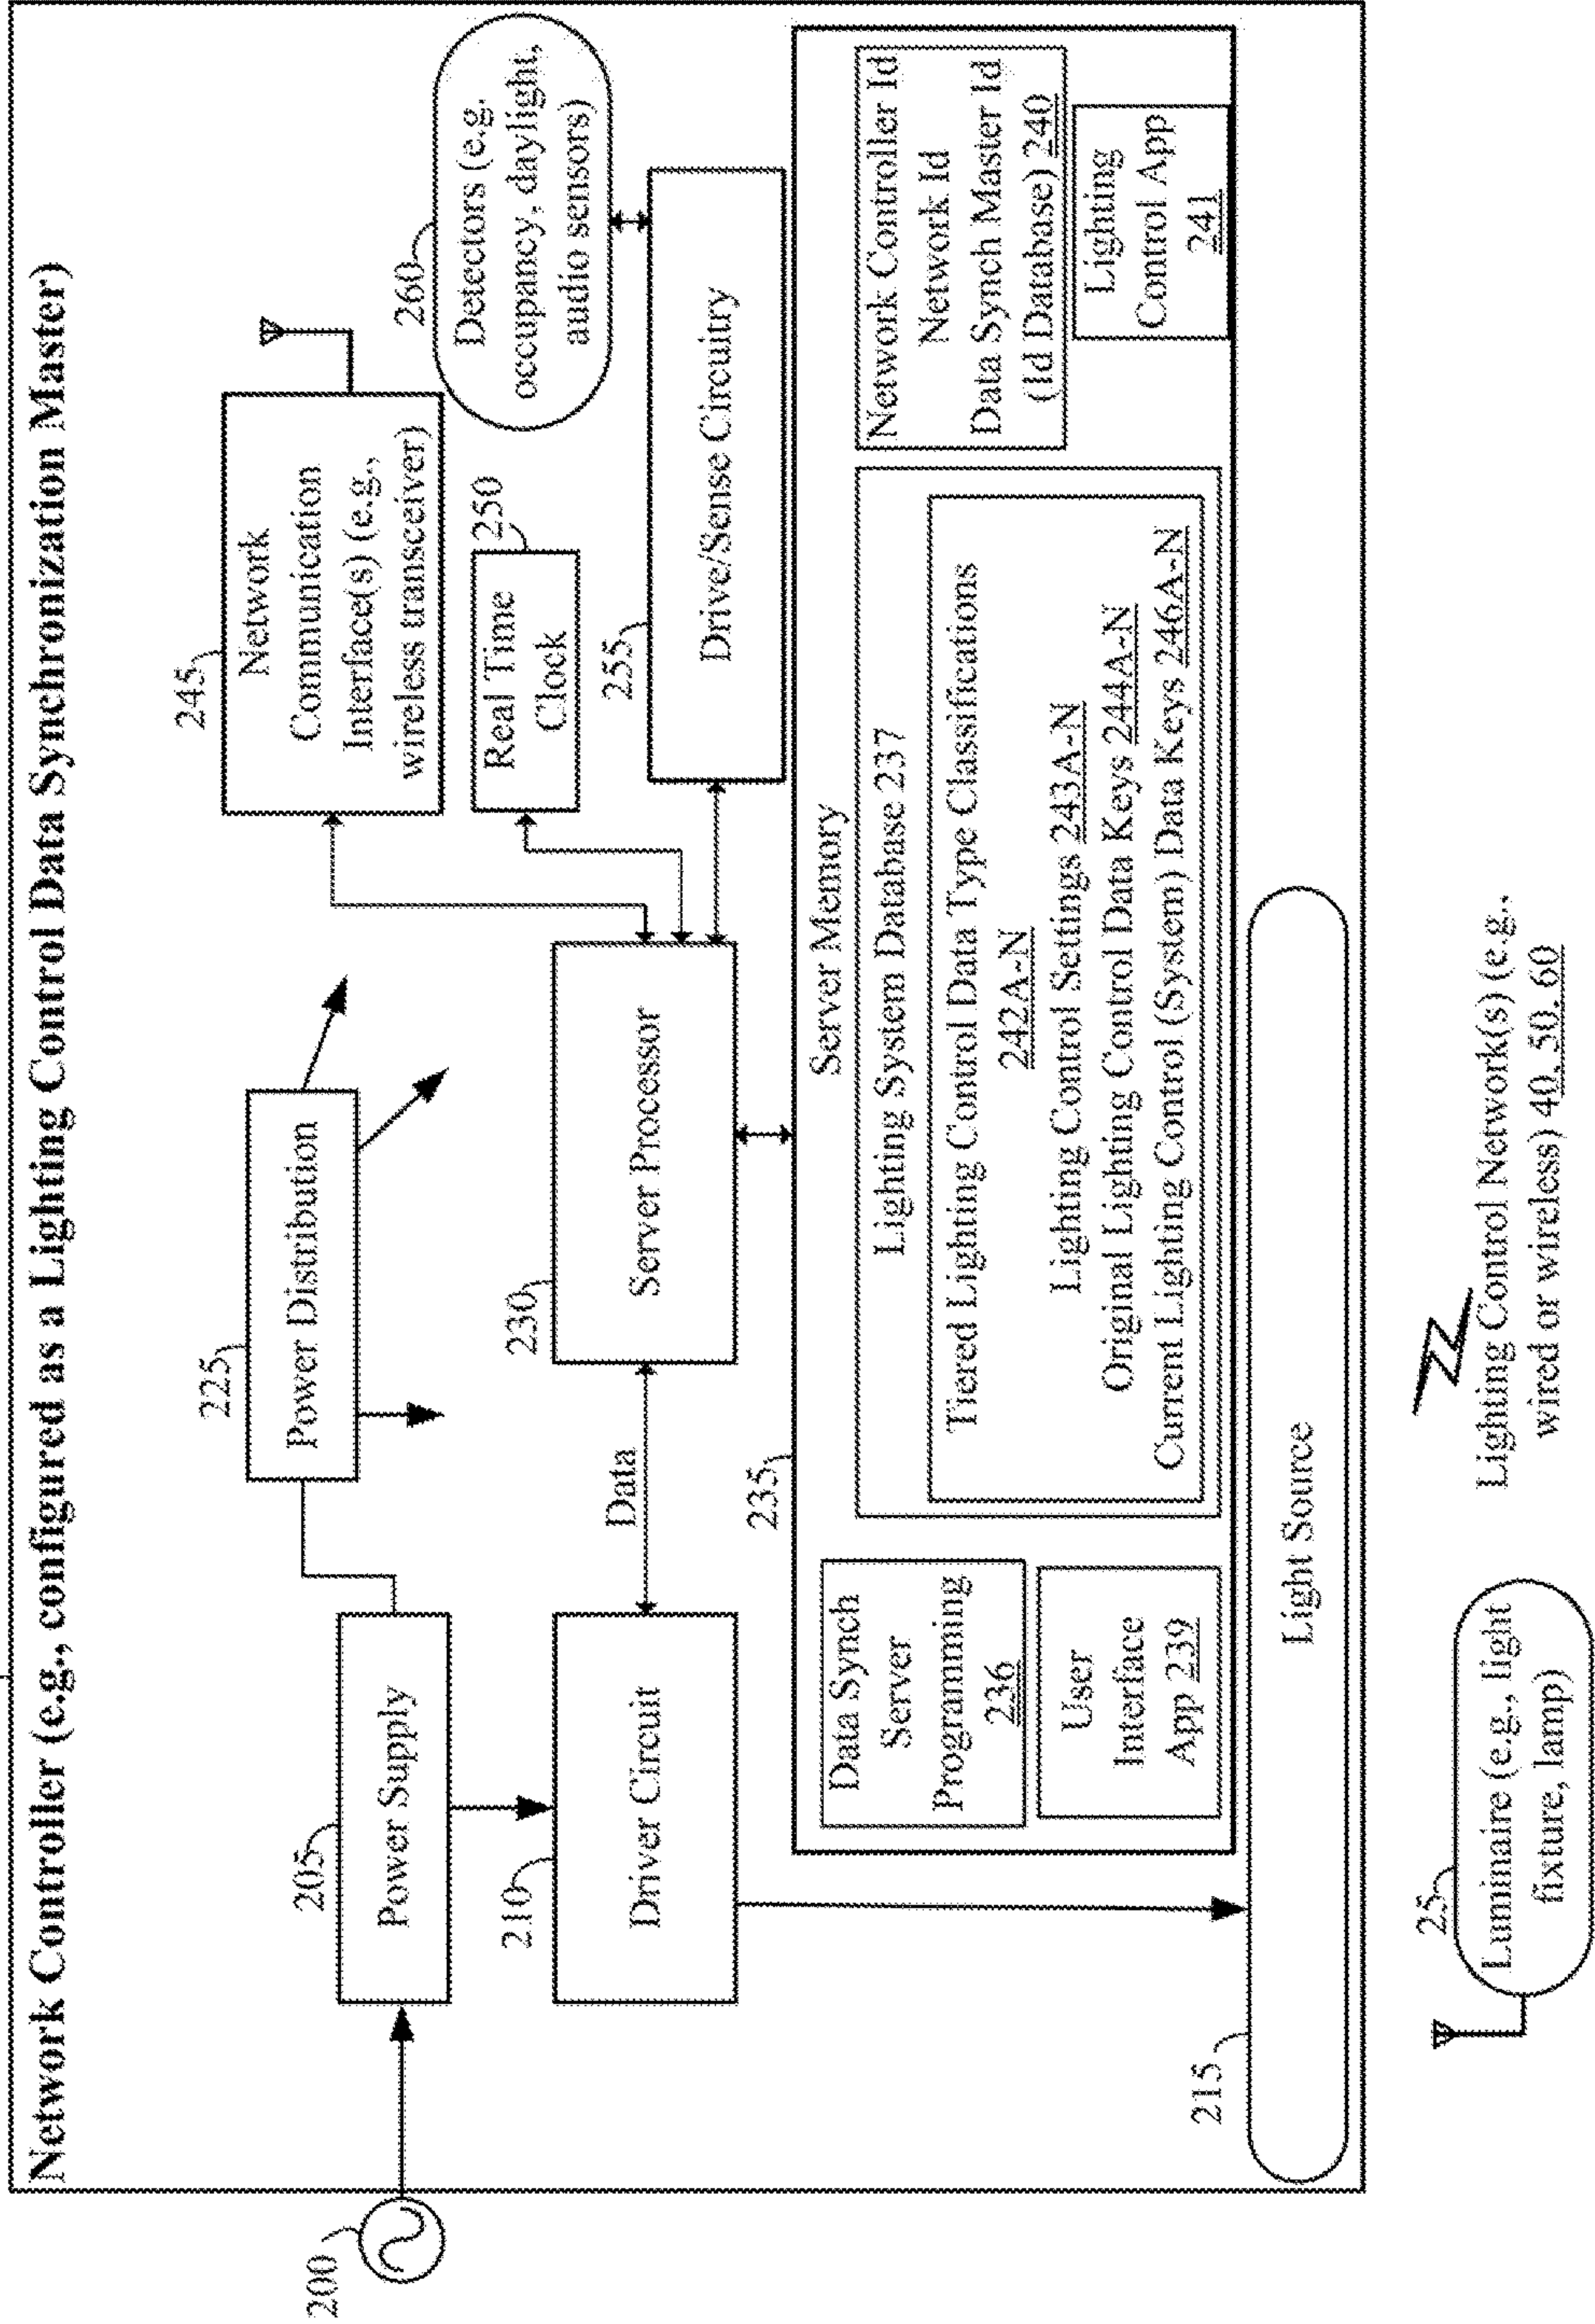 Network Controller (e.g., configured as a Lighting Control Data Synchronization Master)
200
205
Power Supply
225
Power Distribution
245
Network
Communication
Interface(s) (e.g.,
wireless transceiver)
210
Driver Circuit
Data
230
Server Processor
Real Time
Clock
250
260
Detectors (e.g.
occupancy, daylight,
audio sensors)
255
Drive/Sense Circuitry
235
Server Memory
Data Synch
Server
Programming
236
User
Interface
App 239
Lighting System Database 237
Tiered Lighting Control Data Type Classifications
242A-N
Lighting Control Settings 243A-N
Original Lighting Control Data Keys 244A-N
Current Lighting Control (System) Data Keys 246A-N
Network Controller Id
Network Id
Data Synch Master Id
(Id Database) 240
Lighting
Control App
241
215
Light Source
25
Luminaire (e.g., light
fixture, lamp)
Lighting Control Network(s) (e.g.,
wired or wireless) 40, 50, 60